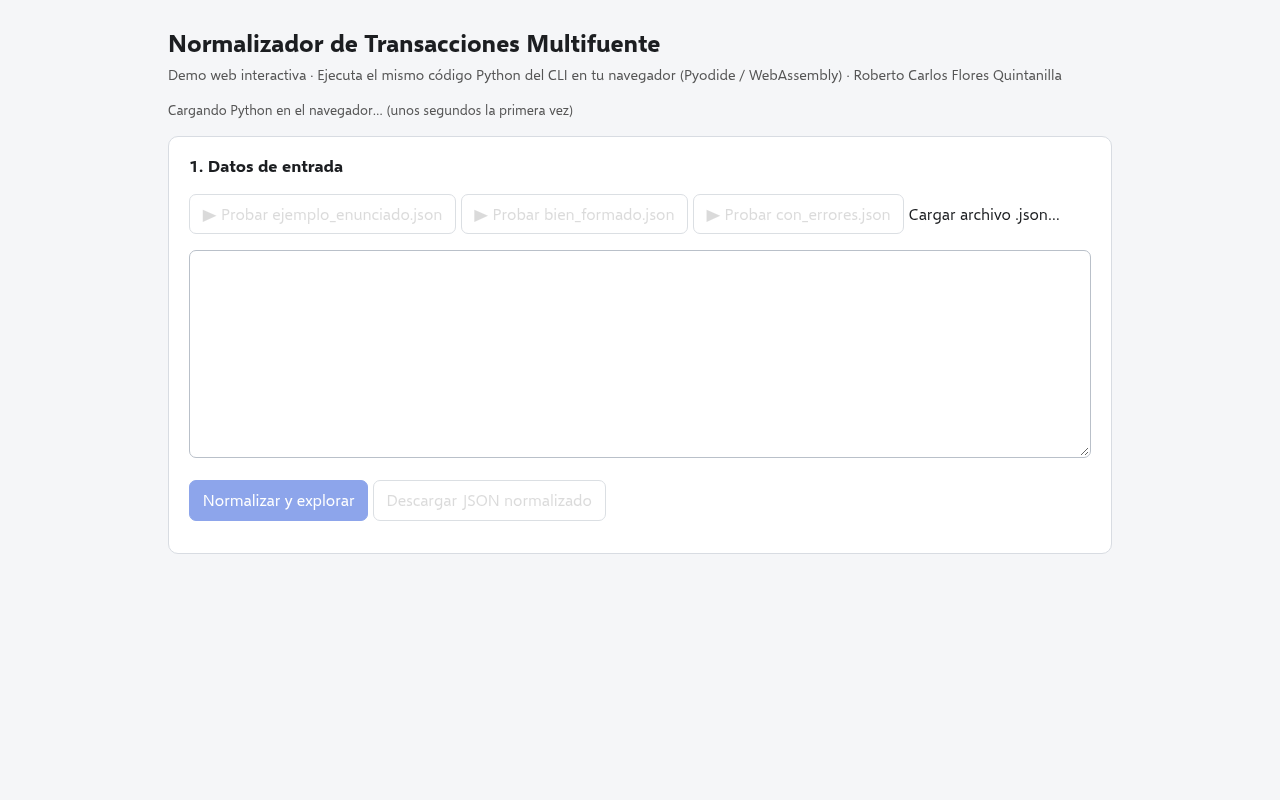 Normalizador de Transacciones Multifuente
Demo web interactiva · Ejecuta el mismo código Python del CLI en tu navegador (Pyodide / WebAssembly) · Roberto Carlos Flores Quintanilla
Cargando Python en el navegador… (unos segundos la primera vez)
1. Datos de entrada
▶ Probar ejemplo_enunciado.json ▶ Probar bien_formado.json ▶ Probar con_errores.json Cargar archivo .json…
Normalizar y explorar Descargar JSON normalizado